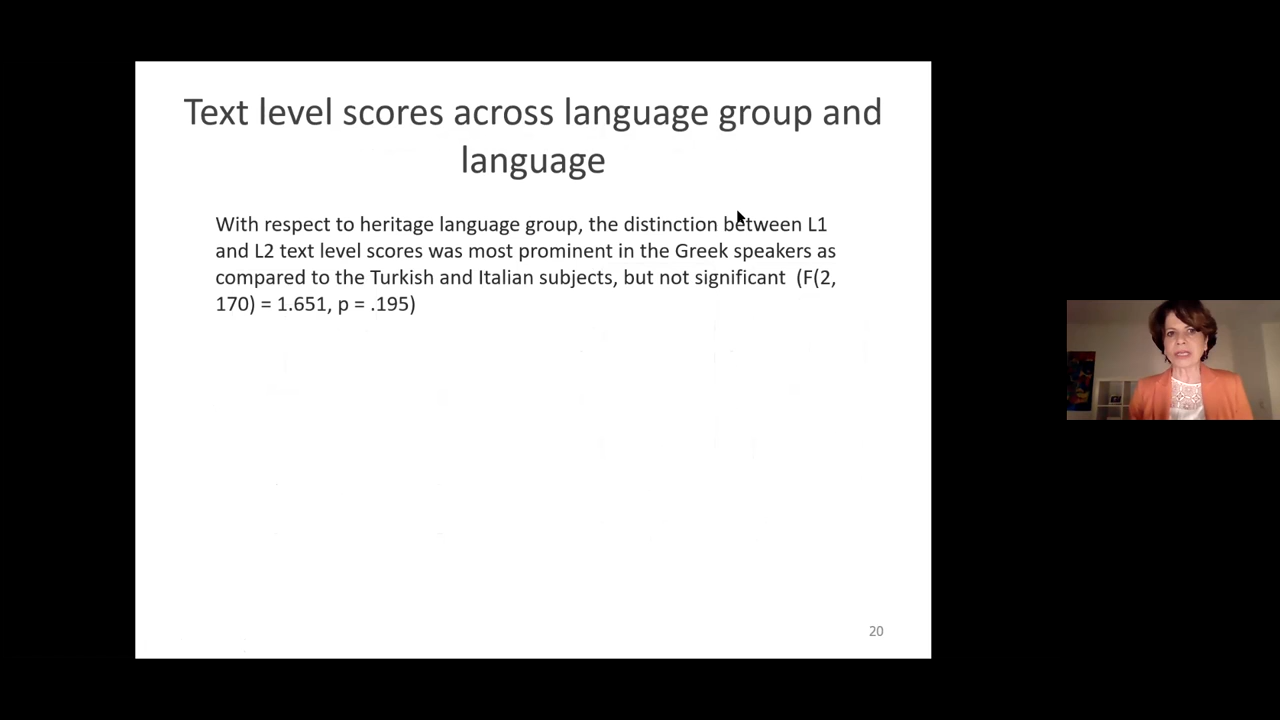 Text level scores across language group and
language
With respect to heritage language group, the distinction between L1
and L2 text level scores was most prominent in the Greek speakers as
compared to the Turkish and Italian subjects, but not significant  (F(2,
170) = 1.651, p = .195)
20